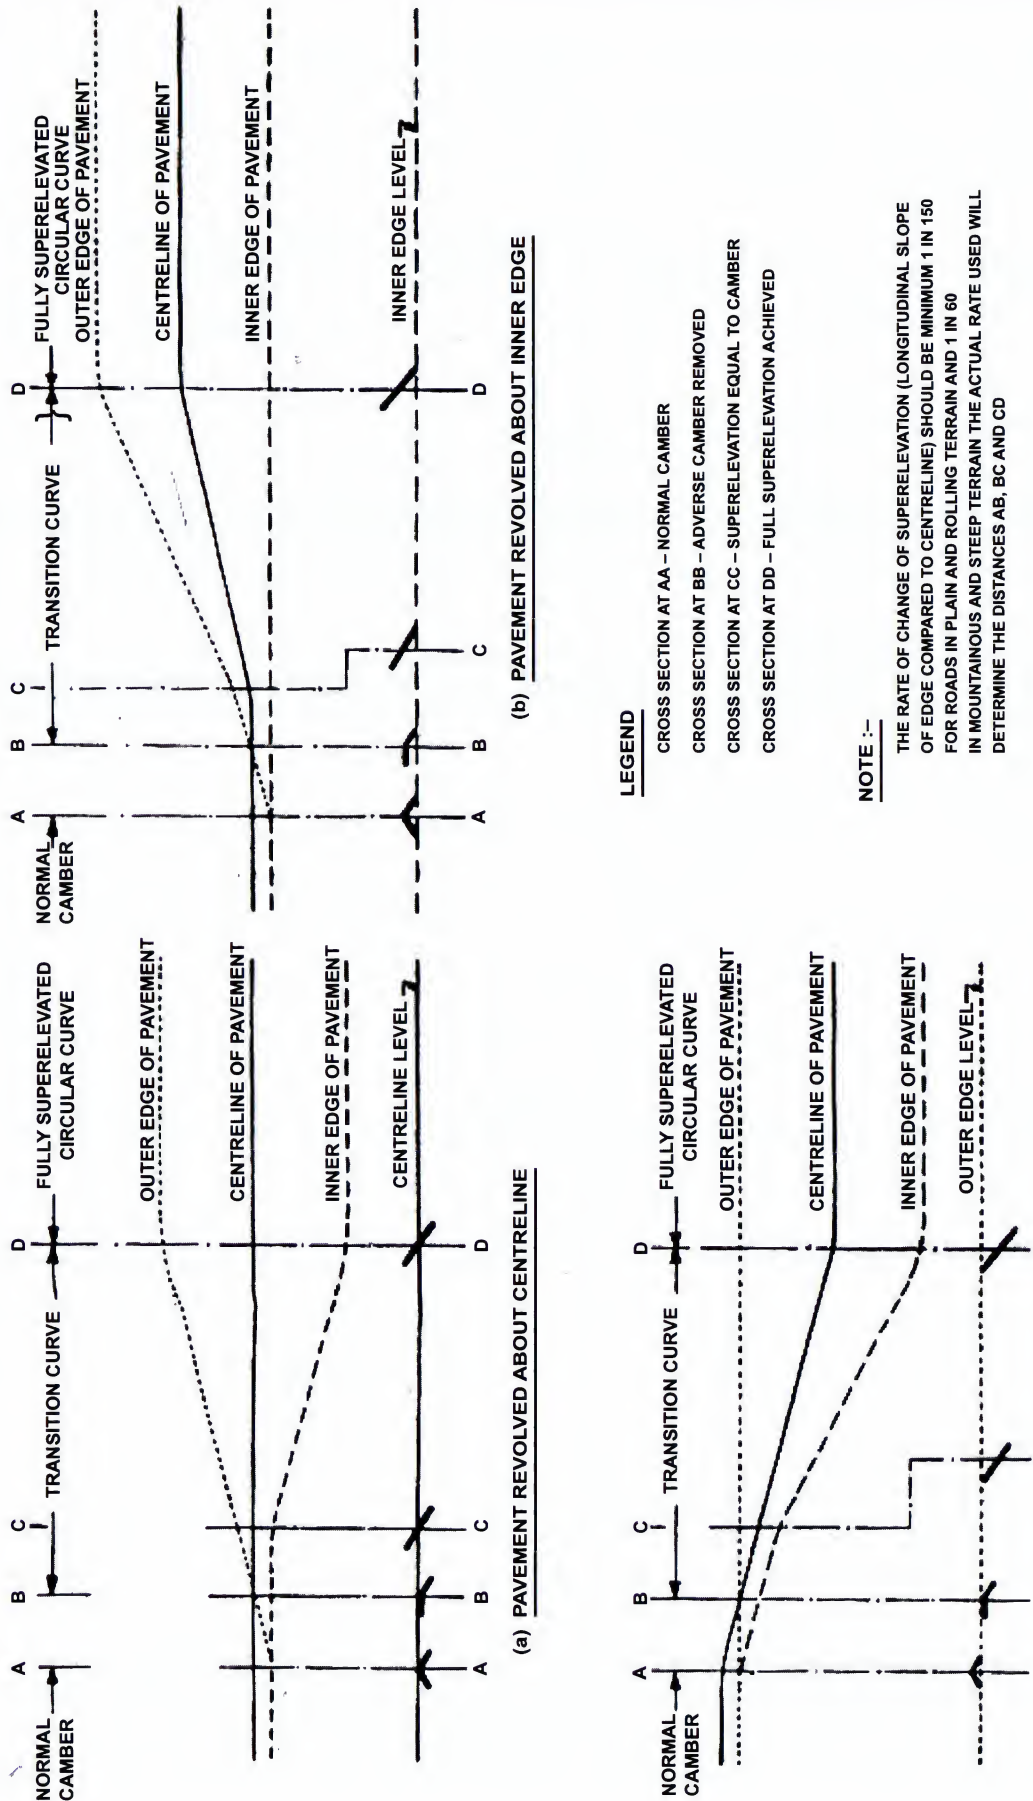 NORMAL CAMBER
A
B
C
TRANSITION CURVE
D
FULLY SUPERELEVATED
CIRCULAR CURVE
OUTER EDGE OF PAVEMENT
CENTRELINE OF PAVEMENT
INNER EDGE OF PAVEMENT
CENTRELINE LEVEL
A
B
C
D
(a) PAVEMENT REVOLVED ABOUT CENTRELINE
NORMAL
CAMBER
A
B
C
TRANSITION CURVE
D
FULLY SUPERELEVATED
CIRCULAR CURVE
OUTER EDGE OF PAVEMENT
CENTRELINE OF PAVEMENT
INNER EDGE OF PAVEMENT
INNER EDGE LEVEL
A
B
C
D
(b) PAVEMENT REVOLVED ABOUT INNER EDGE
NORMAL
CAMBER
A
B
C
TRANSITION CURVE
D
FULLY SUPERELEVATED
CIRCULAR CURVE
OUTER EDGE OF PAVEMENT
CENTRELINE OF PAVEMENT
INNER EDGE OF PAVEMENT
OUTER EDGE LEVEL
LEGEND
CROSS SECTION AT AA – NORMAL CAMBER
CROSS SECTION AT BB – ADVERSE CAMBER REMOVED
CROSS SECTION AT CC – SUPERELEVATION EQUAL TO CAMBER
CROSS SECTION AT DD – FULL SUPERELEVATION ACHIEVED
NOTE :–
THE RATE OF CHANGE OF SUPERELEVATION (LONGITUDINAL SLOPE
OF EDGE COMPARED TO CENTRELINE) SHOULD BE MINIMUM 1 IN 150
FOR ROADS IN PLAIN AND ROLLING TERRAIN AND 1 IN 60
IN MOUNTAINOUS AND STEEP TERRAIN THE ACTUAL RATE USED WILL
DETERMINE THE DISTANCES AB, BC AND CD